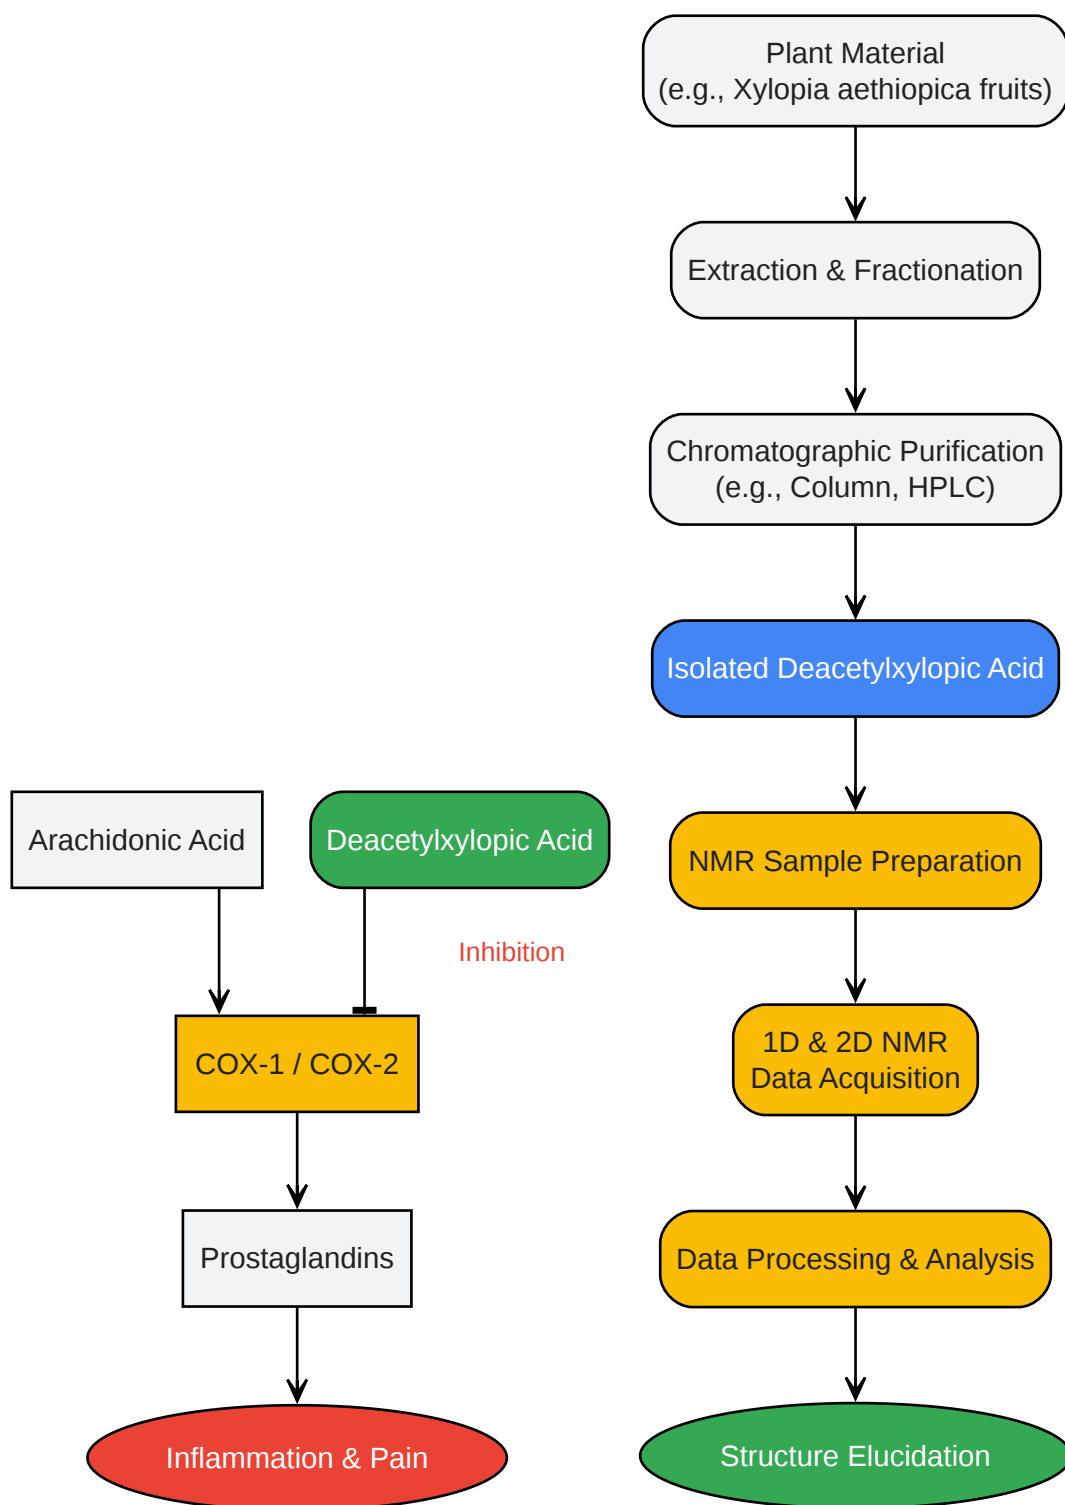 Plant Material
(e.g., Xylopia aethiopica fruits)
Extraction & Fractionation
Chromatographic Purification
(e.g., Column, HPLC)
Isolated Deacetylxylopic Acid
Arachidonic Acid
Deacetylxylopic Acid
NMR Sample Preparation
Inhibition
COX-1 / COX-2
1D & 2D NMR
Data Acquisition
Prostaglandins
Data Processing & Analysis
Inflammation & Pain
Structure Elucidation